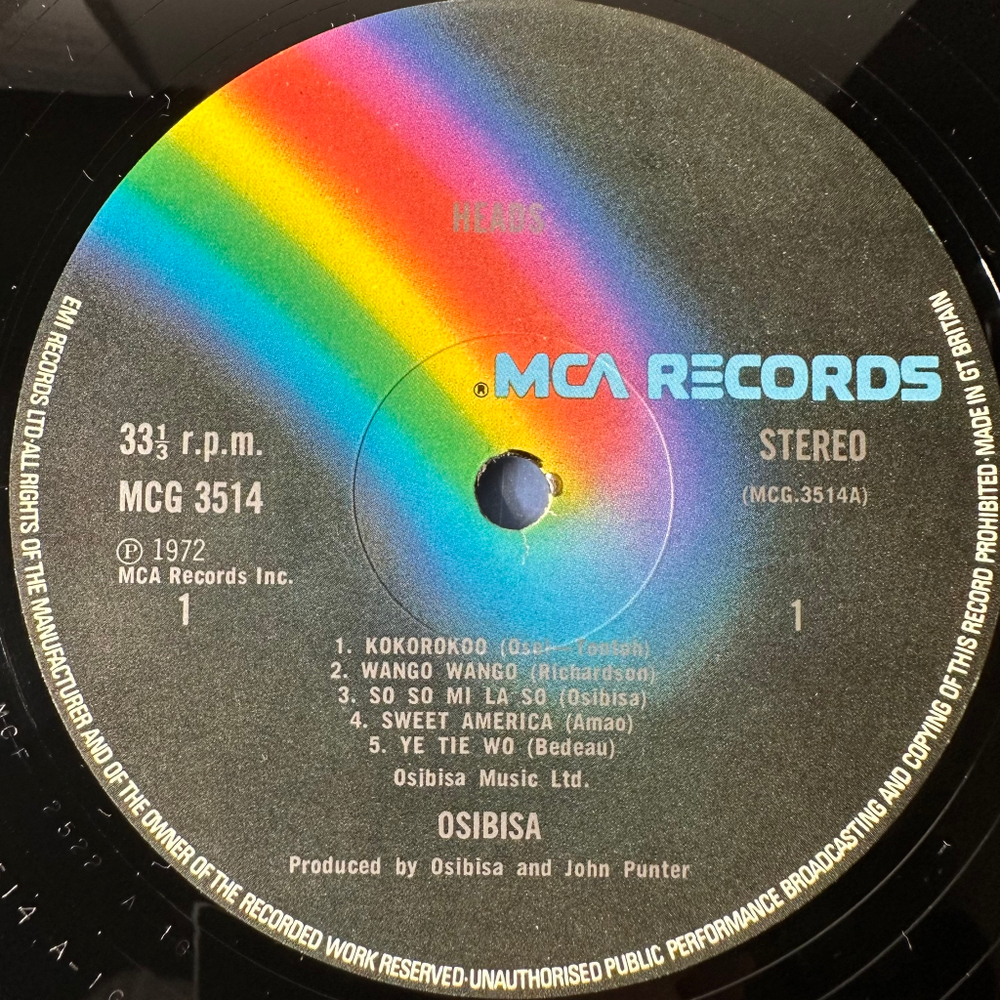 HEADS
® MCA RECORDS
33⅓ r.p.m.
STEREO
MCG 3514
(MCG.3514A)
℗ 1972
MCA Records Inc.
1
1
1. KOKOROKOO (Osei—Tontoh)
2. WANGO WANGO (Richardson)
3. SO SO MI LA SO (Osibisa)
4. SWEET AMERICA (Amao)
5. YE TIE WO (Bedeau)
Osibisa Music Ltd.
OSIBISA
Produced by Osibisa and John Punter
EMI RECORDS LTD·ALL RIGHTS OF THE MANUFACTURER AND OF THE OWNER OF THE RECORDED WORK RESERVED·UNAUTHORISED PUBLIC PERFORMANCE BROADCASTING AND COPYING OF THIS RECORD PROHIBITED·MADE IN GT BRITAIN